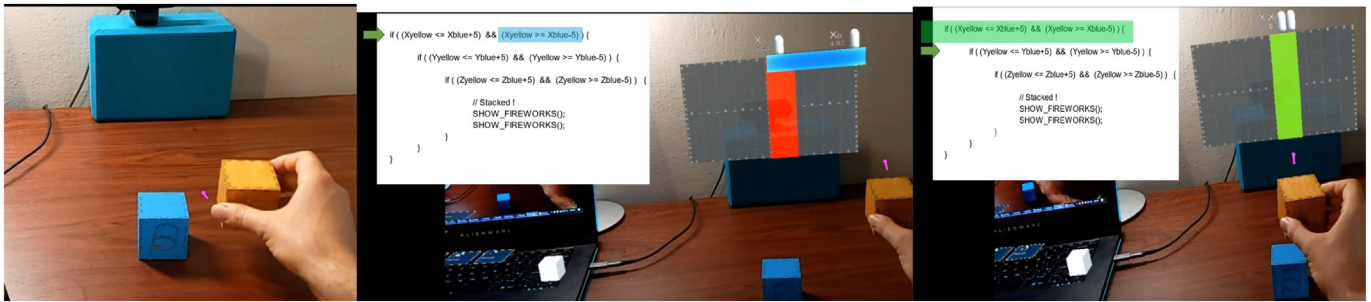 if ( (Xyellow <= Xblue+5) && (Xyellow >= Xblue-5) ) {
if ( (Yyellow <= Yblue+5) && (Yyellow >= Yblue-5) ) {
if ( (Zyellow <= Zblue+5) && (Zyellow >= Zblue-5) ) {
// Stacked !
SHOW_FIREWORKS();
SHOW_FIREWORKS();
}
}
}
ALIENWARE
B
if ( (Xyellow <= Xblue+5) && (Xyellow >= Xblue-5) ) {
if ( (Yyellow <= Yblue+5) && (Yyellow >= Yblue-5) ) {
if ( (Zyellow <= Zblue+5) && (Zyellow >= Zblue-5) ) {
// Stacked !
SHOW_FIREWORKS();
SHOW_FIREWORKS();
}
}
}
ALIENWARE